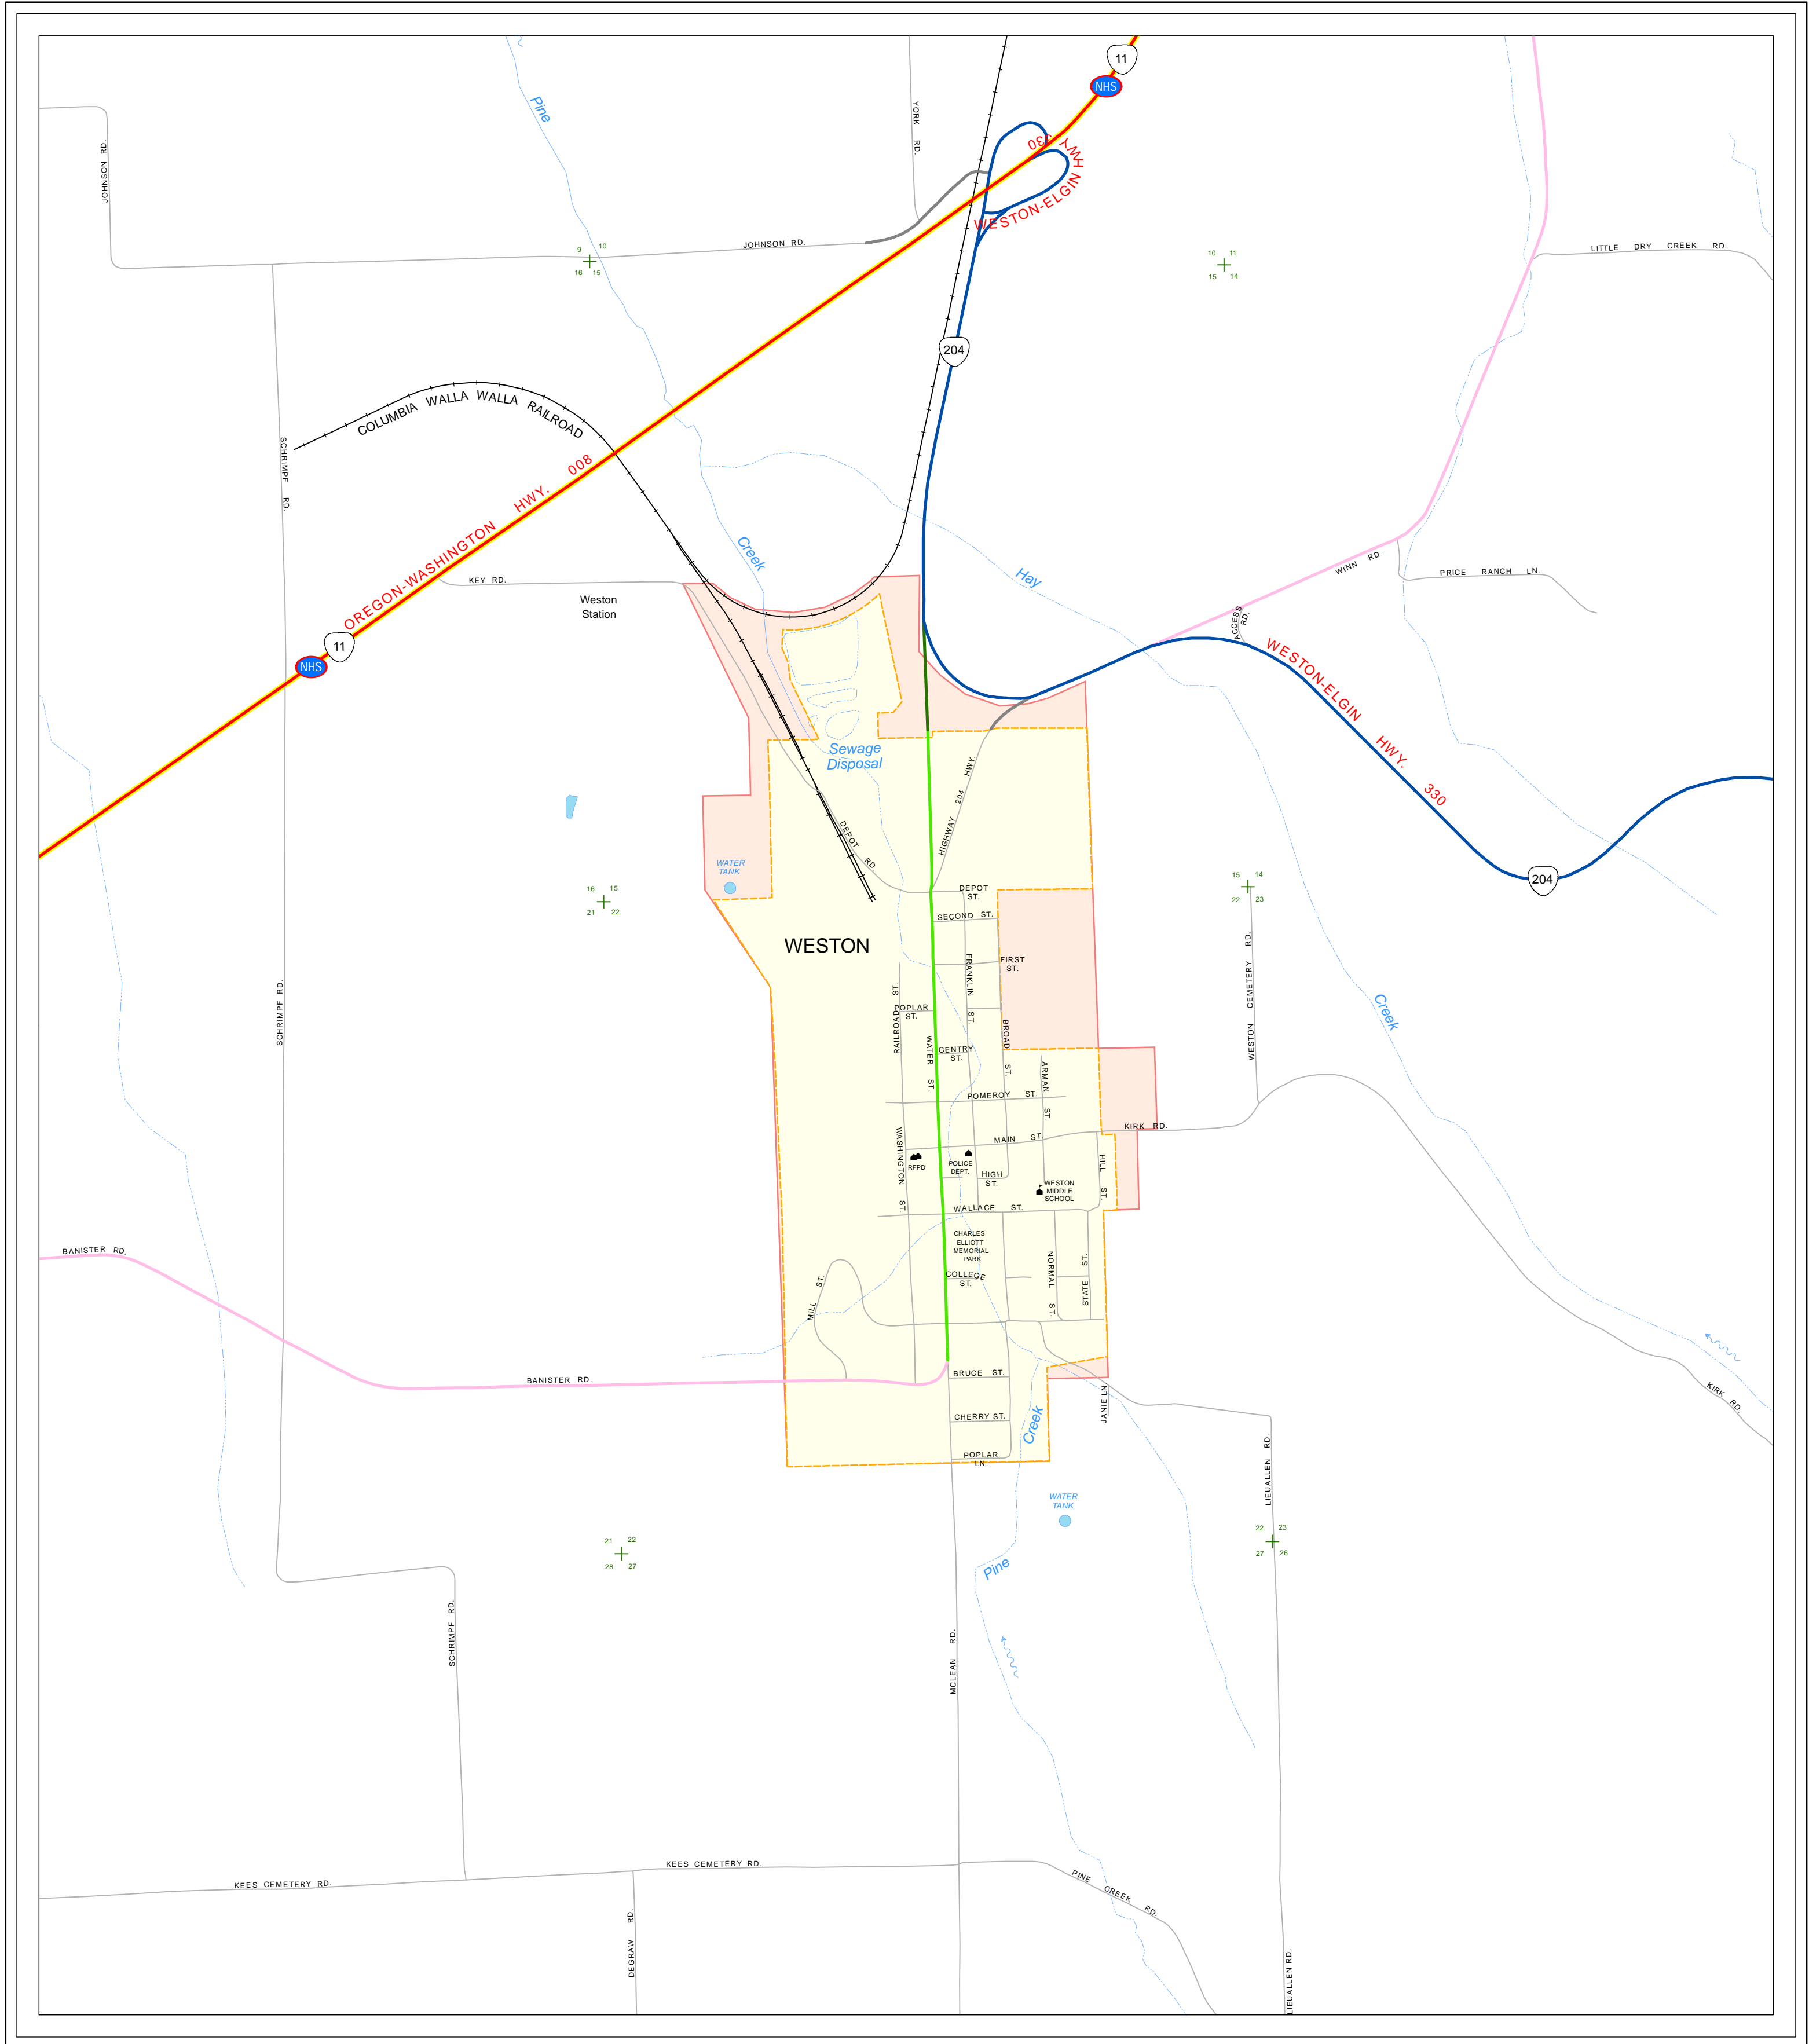 11
NHS
Pine
YORK RD.
JOHNSON RD.
HWY 330
WESTON-ELGIN
JOHNSON RD.
LITTLE DRY CREEK RD.
9 10
16 15
10 11
15 14
204
COLUMBIA WALLA WALLA RAILROAD
SCHRIMPF RD.
OREGON-WASHINGTON HWY. 008
Creek
Hay
WINN RD.
PRICE RANCH LN.
KEY RD.
Weston
Station
ACCESS
RD.
11
NHS
WESTON-ELGIN HWY. 330
Sewage
Disposal
HIGHWAY 204 HWY.
DEPOT RD.
WATER
TANK
204
16 15
21 22
15 14
22 23
DEPOT
ST.
SECOND ST.
WESTON
FIRST
ST.
FRANKLIN ST.
WESTON CEMETERY RD.
SCHRIMPF RD.
Creek
RAILROAD ST.
POPLAR
ST.
BROAD ST.
WATER ST.
GENTRY
ST.
ARMAN ST.
POMEROY ST.
KIRK RD.
MAIN ST.
WASHINGTON ST.
RFPD
POLICE
DEPT.
HIGH
ST.
HILL ST.
WESTON
MIDDLE
SCHOOL
WALLACE ST.
CHARLES
ELLIOTT
MEMORIAL
PARK
BANISTER RD.
NORMAL ST.
STATE ST.
COLLEGE
ST.
MILL ST.
BANISTER RD.
BRUCE ST.
JANIE LN.
KIRK RD.
CHERRY ST.
Creek
POPLAR
LN.
LIEUALLEN RD.
WATER
TANK
21 22
28 27
22 23
27 26
Pine
SCHRIMPF RD.
MCLEAN RD.
KEES CEMETERY RD.
KEES CEMETERY RD.
PINE CREEK RD.
DEGRAW RD.
LIEUALLEN RD.